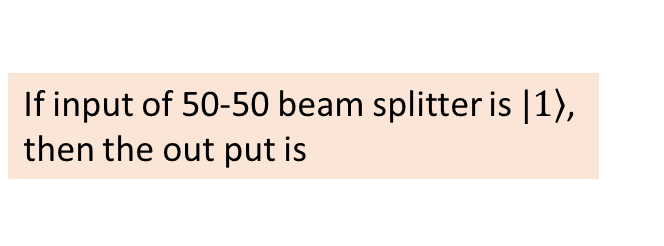 If input of 50-50 beam splitter is |1⟩,
then the out put is